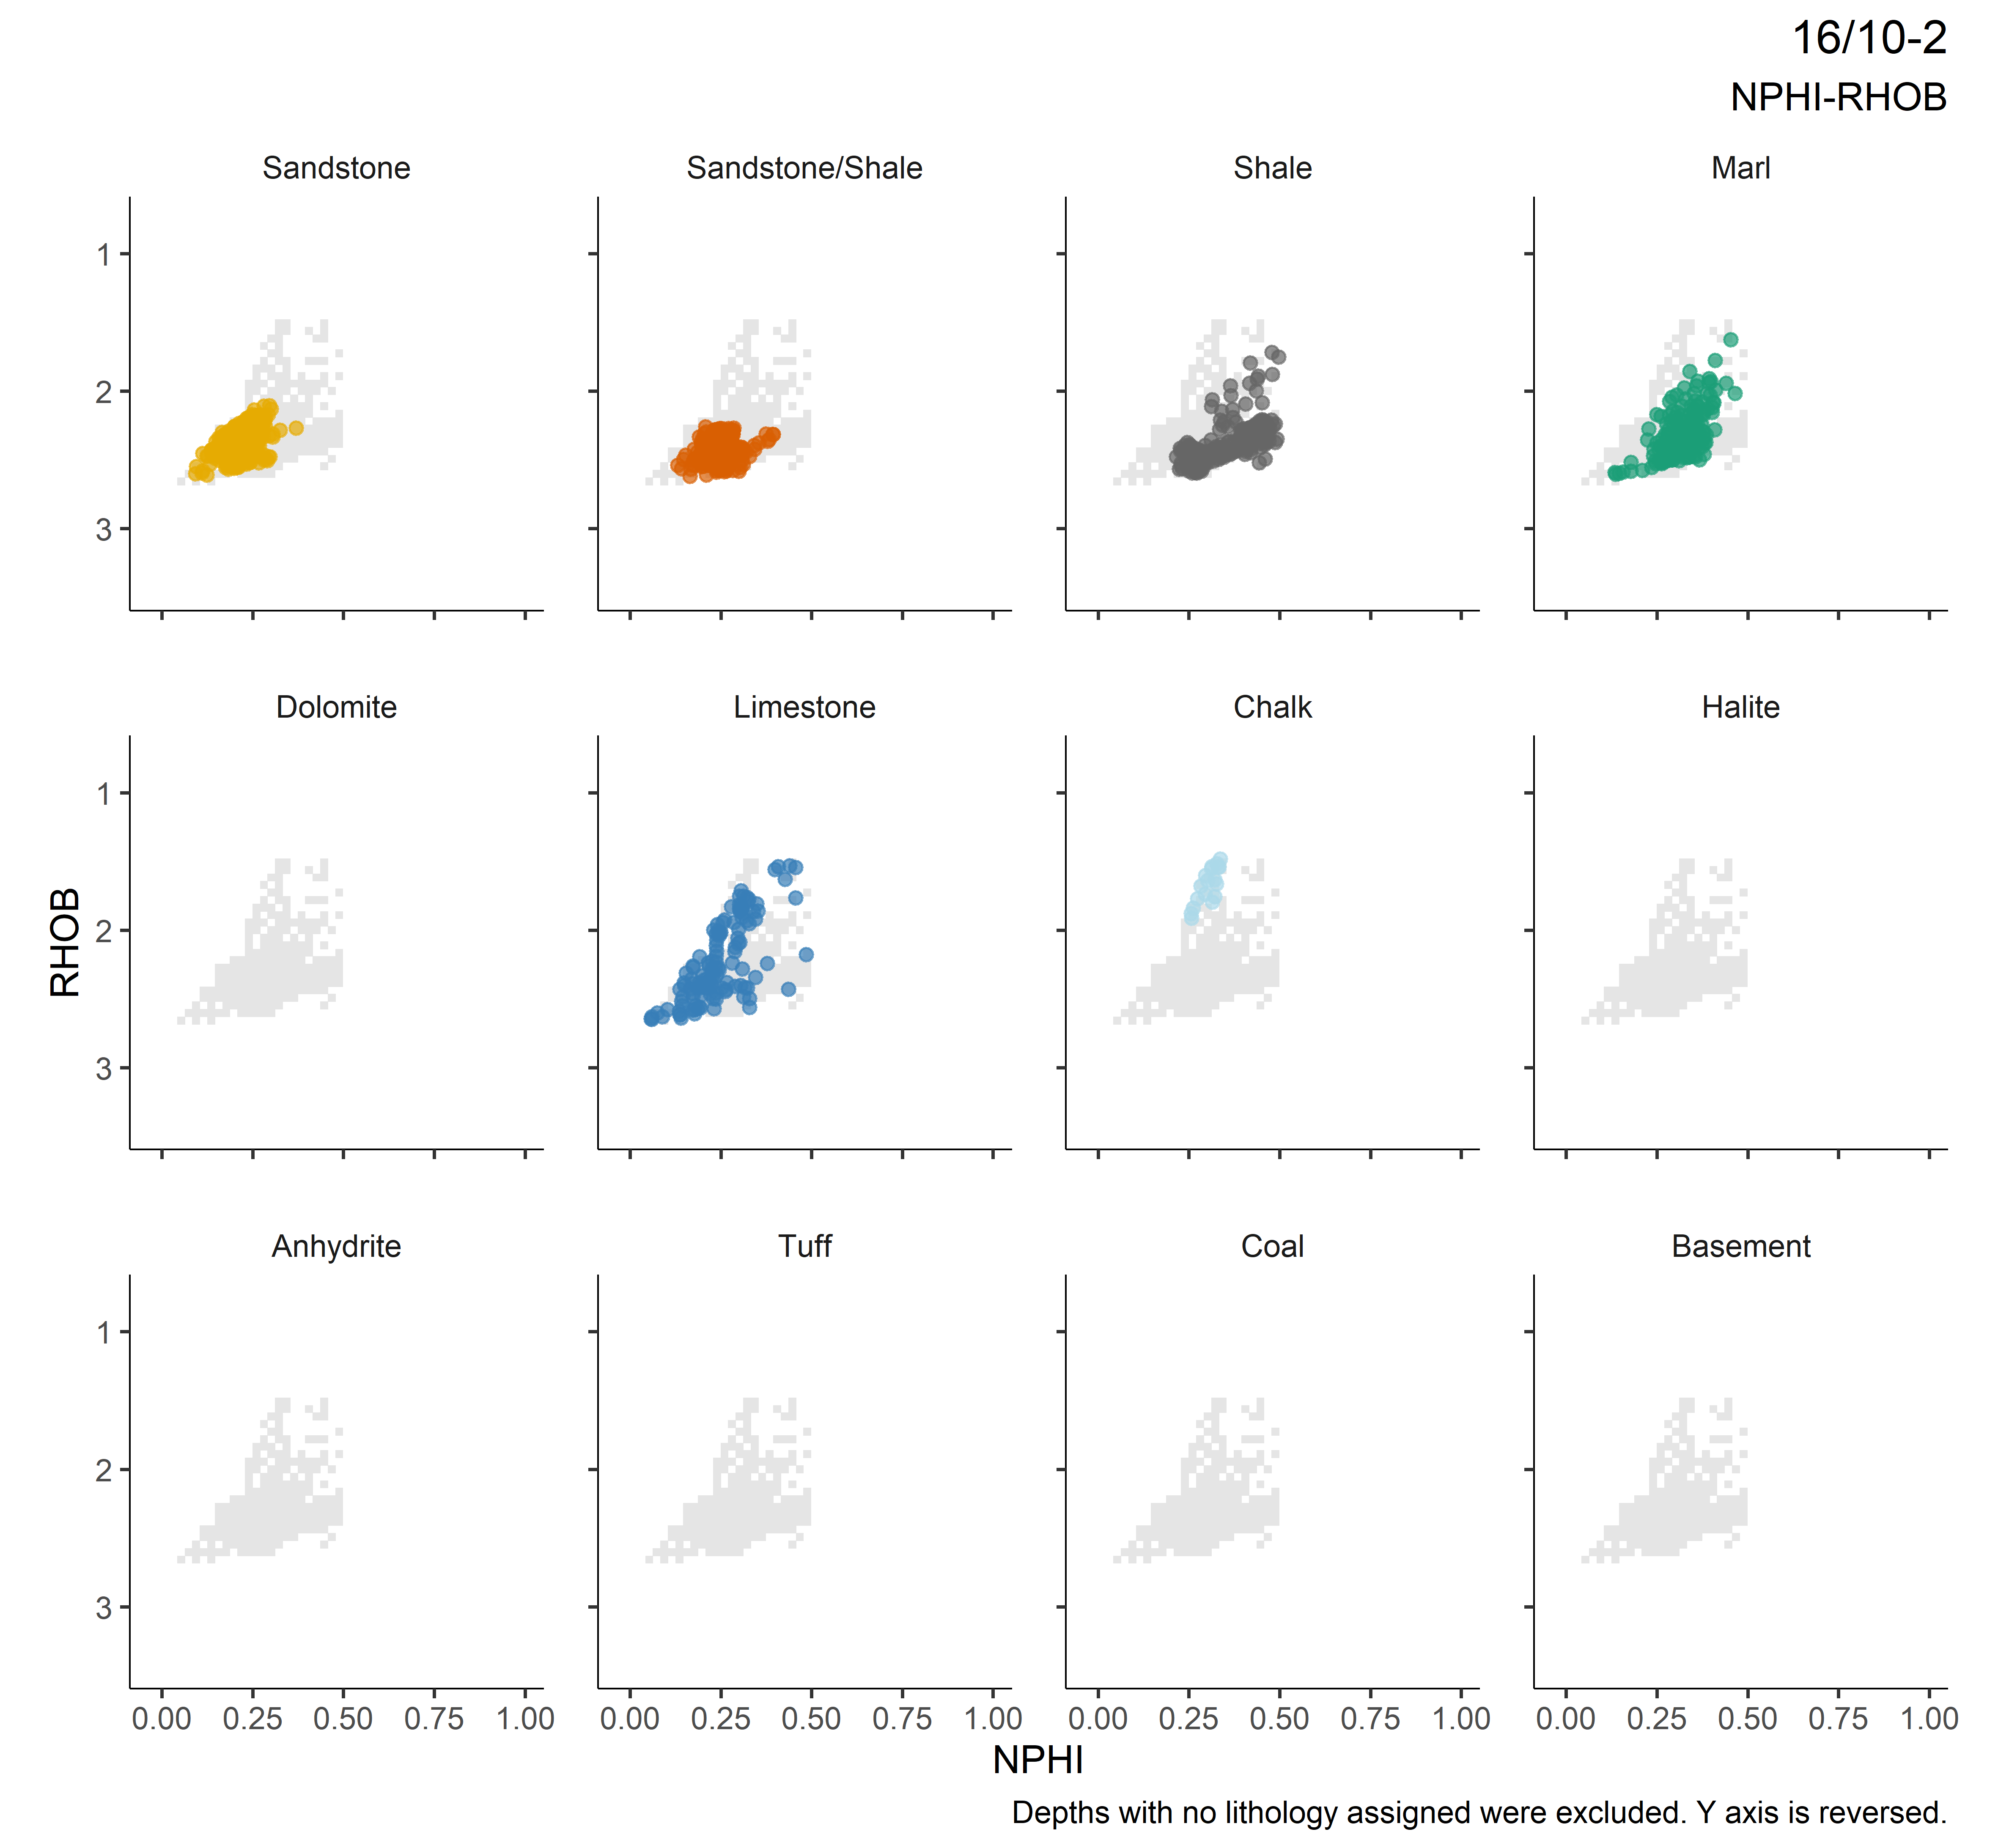 16/10-2
NPHI-RHOB
Sandstone Sandstone/Shale Shale Marl
1
2
3
Dolomite Limestone Chalk Halite
1
2
3
RHOB
Anhydrite Tuff Coal Basement
1
2
3
0.00 0.25 0.50 0.75 1.00 0.00 0.25 0.50 0.75 1.00 0.00 0.25 0.50 0.75 1.00 0.00 0.25 0.50 0.75 1.00
NPHI
Depths with no lithology assigned were excluded. Y axis is reversed.